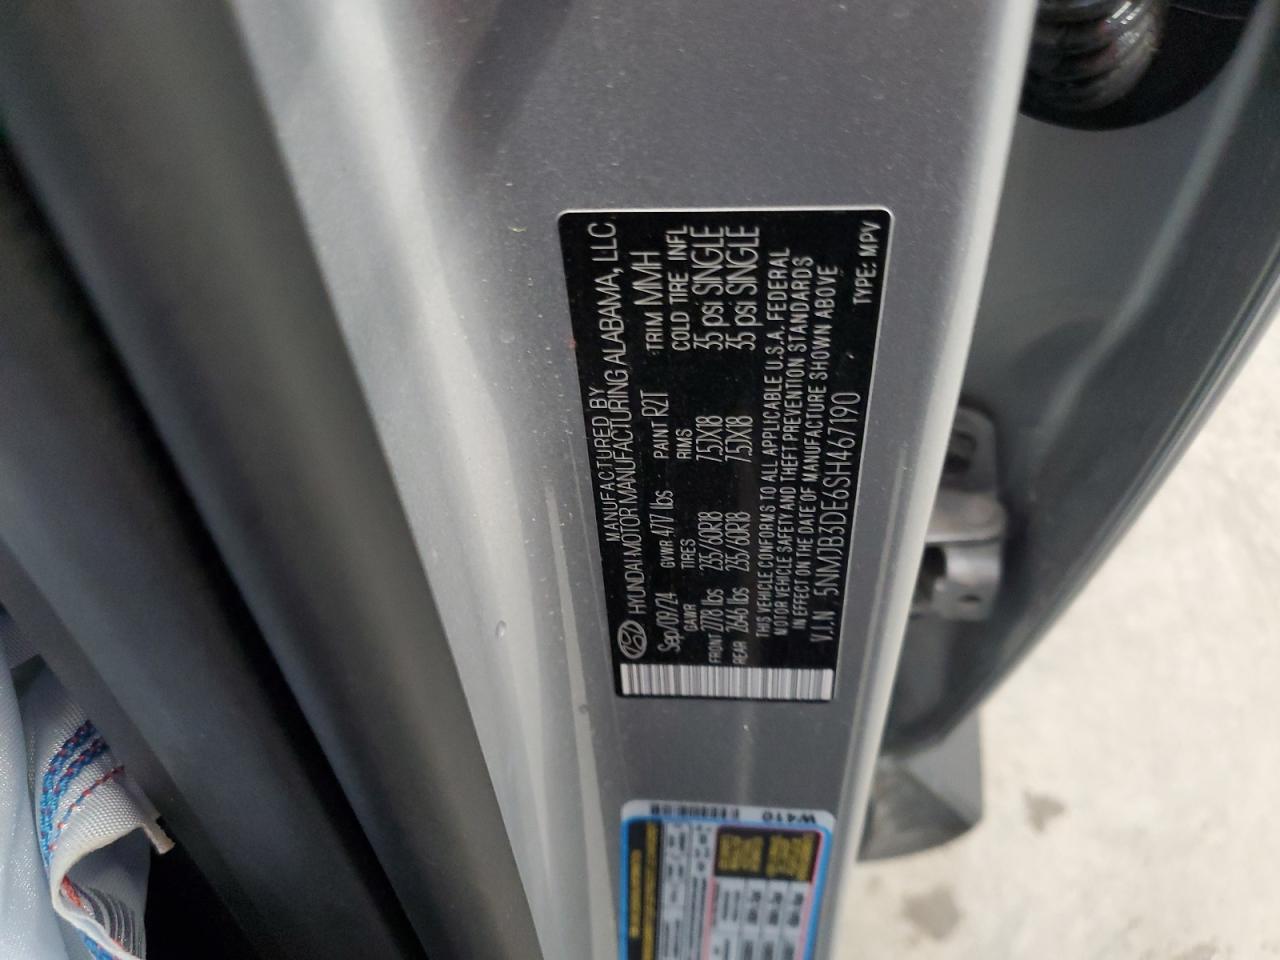 MANUFACTURED BY
HYUNDAI MOTOR MANUFACTURING ALABAMA, LLC
Sep/09/24 GVWR 4717 lbs PAINT R2T TRIM MMH
GAWR TIRES RIMS COLD TIRE INFL
FRONT 2778 lbs 235/60R18 7.5JX18 35 psi SINGLE
REAR 2646 lbs 235/60R18 7.5JX18 35 psi SINGLE
THIS VEHICLE CONFORMS TO ALL APPLICABLE U.S.A. FEDERAL
MOTOR VEHICLE SAFETY AND THEFT PREVENTION STANDARDS
IN EFFECT ON THE DATE OF MANUFACTURE SHOWN ABOVE
V.I.N 5NMJB3DE6SH467190 TYPE: MPV
W410